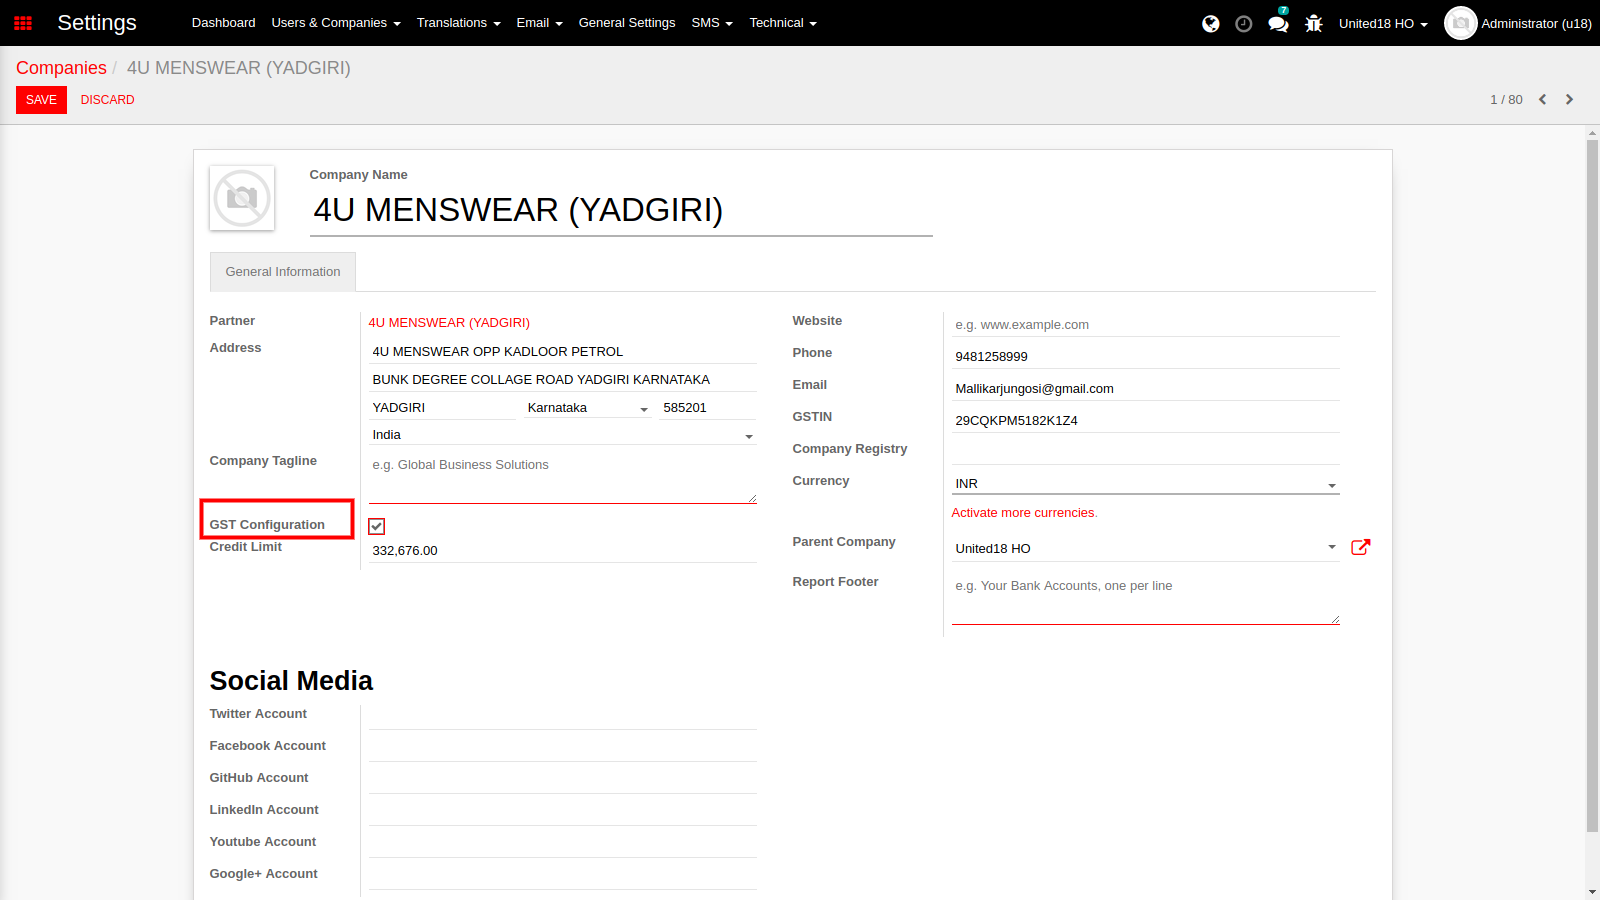 Settings Dashboard Users & Companies Translations Email General Settings SMS Technical 7 United18 HO Administrator (u18)
Companies / 4U MENSWEAR (YADGIRI)
SAVE DISCARD 1 / 80
Company Name
4U MENSWEAR (YADGIRI)
General Information
Partner 4U MENSWEAR (YADGIRI)
Address 4U MENSWEAR OPP KADLOOR PETROL
BUNK DEGREE COLLAGE ROAD YADGIRI KARNATAKA
YADGIRI Karnataka 585201
India
Company Tagline e.g. Global Business Solutions
GST Configuration
Credit Limit 332,676.00
Website e.g. www.example.com
Phone 9481258999
Email Mallikarjungosi@gmail.com
GSTIN 29CQKPM5182K1Z4
Company Registry
Currency INR
Activate more currencies.
Parent Company United18 HO
Report Footer e.g. Your Bank Accounts, one per line
Social Media
Twitter Account
Facebook Account
GitHub Account
LinkedIn Account
Youtube Account
Google+ Account